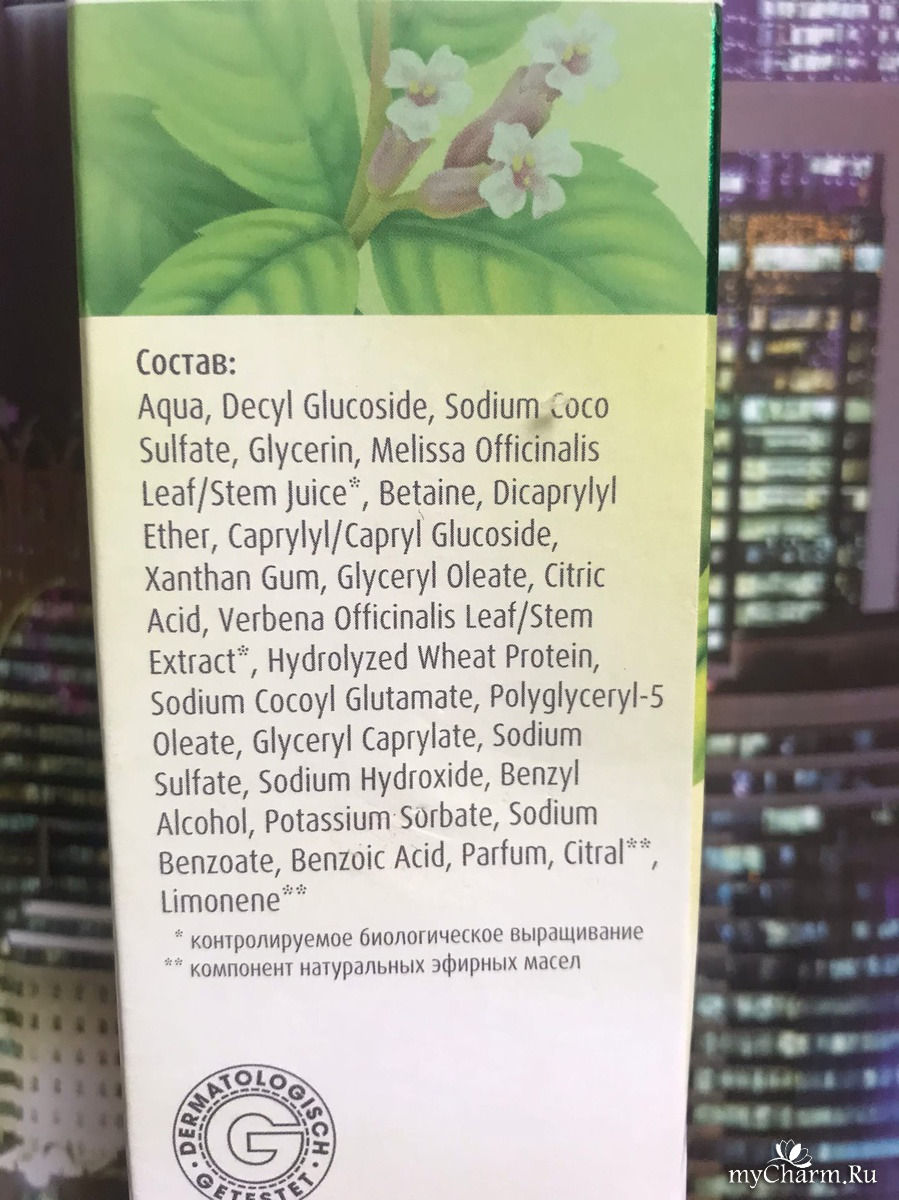 Состав:
Aqua, Decyl Glucoside, Sodium Coco
Sulfate, Glycerin, Melissa Officinalis
Leaf/Stem Juice*, Betaine, Dicaprylyl
Ether, Caprylyl/Capryl Glucoside,
Xanthan Gum, Glyceryl Oleate, Citric
Acid, Verbena Officinalis Leaf/Stem
Extract*, Hydrolyzed Wheat Protein,
Sodium Cocoyl Glutamate, Polyglyceryl-5
Oleate, Glyceryl Caprylate, Sodium
Sulfate, Sodium Hydroxide, Benzyl
Alcohol, Potassium Sorbate, Sodium
Benzoate, Benzoic Acid, Parfum, Citral**,
Limonene**
* контролируемое биологическое выращивание
** компонент натуральных эфирных масел
DERMATOLOGISCH
G
GETESTET
myCharm.Ru